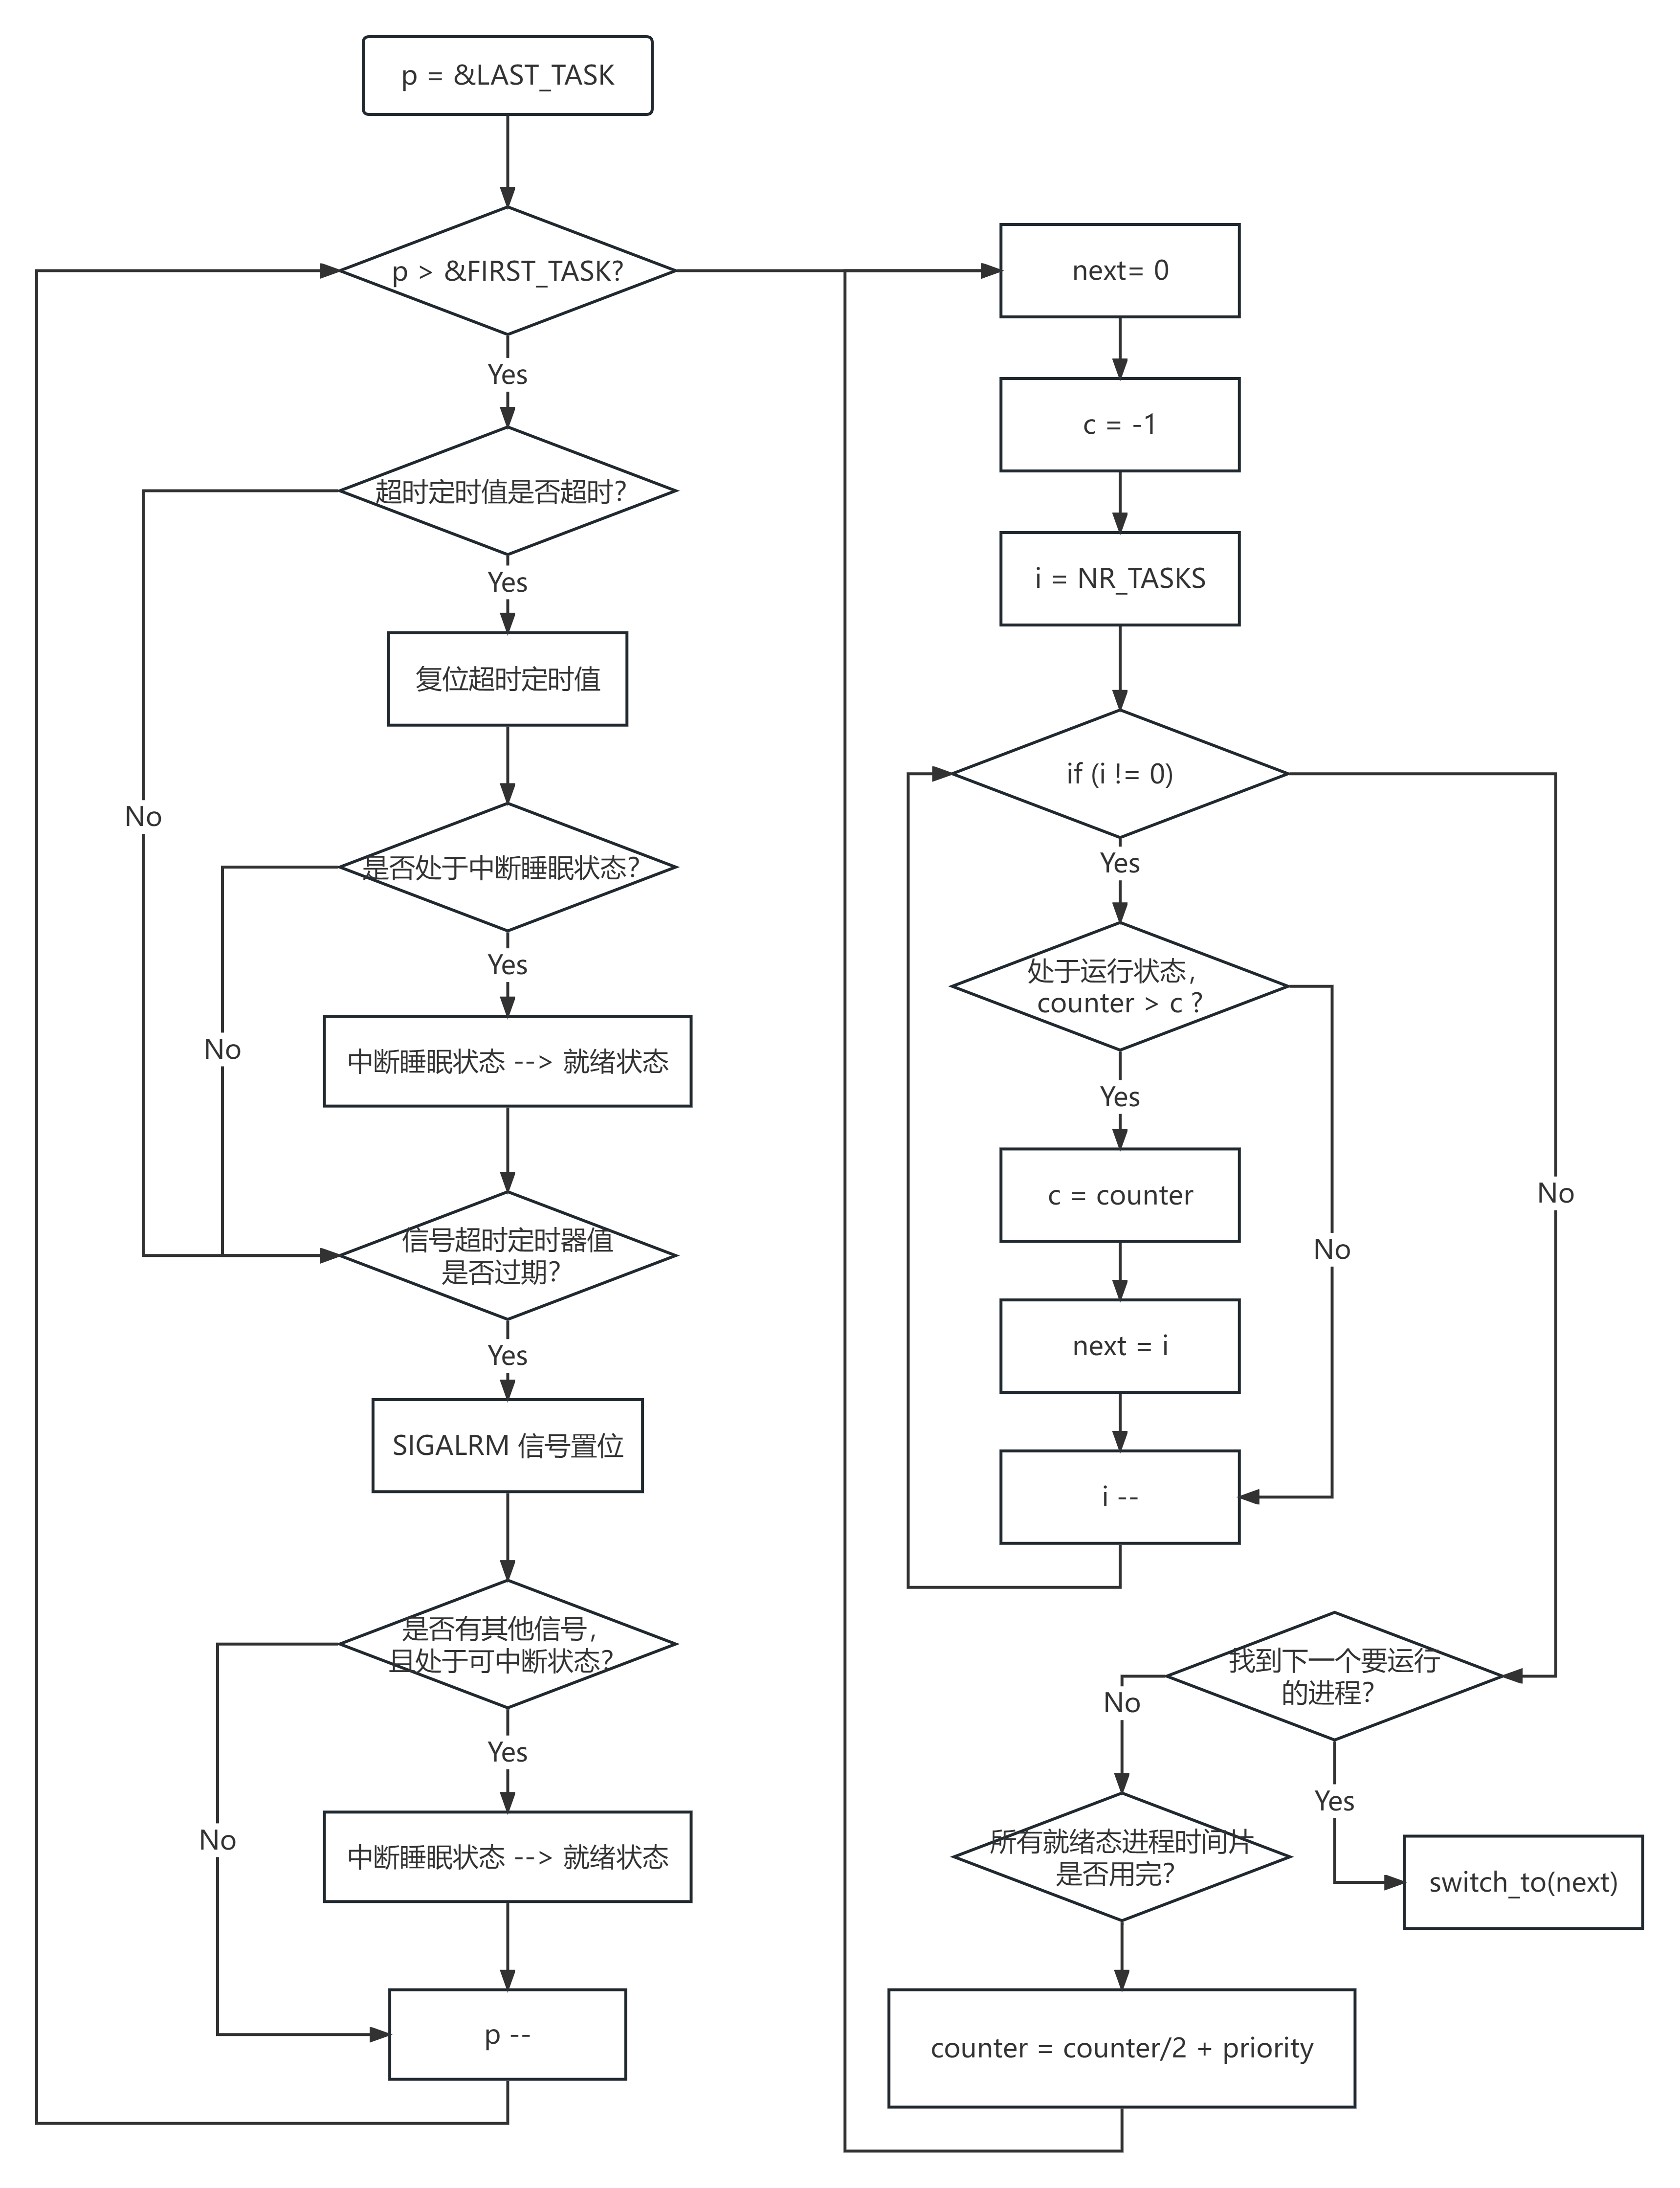 p = &LAST_TASK
p > &FIRST_TASK?
Yes
超时定时值是否超时？
Yes
复位超时定时值
是否处于中断睡眠状态？
No
Yes
No
中断睡眠状态 --> 就绪状态
信号超时定时器值
是否过期？
Yes
SIGALRM 信号置位
是否有其他信号，
且处于可中断状态？
Yes
No
中断睡眠状态 --> 就绪状态
p --
next= 0
c = -1
i = NR_TASKS
if (i != 0)
Yes
处于运行状态，
counter > c ?
Yes
c = counter
No
No
next = i
i --
找到下一个要运行
的进程？
No
Yes
所有就绪态进程时间片
是否用完？
switch_to(next)
counter = counter/2 + priority